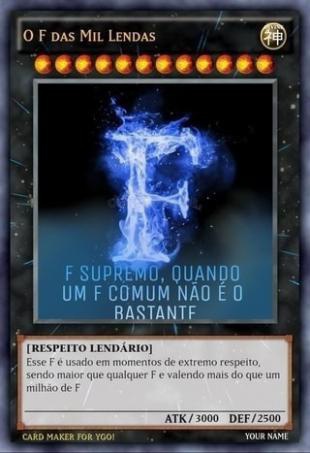 O F das Mil Lendas
神
F
F SUPREMO, QUANDO
UM F COMUM NÃO É O
BASTANTE
[RESPEITO LENDÁRIO]
Esse F é usado em momentos de extremo respeito,
sendo maior que qualquer F e valendo mais do que um
milhão de F
ATK/3000 DEF/2500
CARD MAKER FOR YGO! YOUR NAME